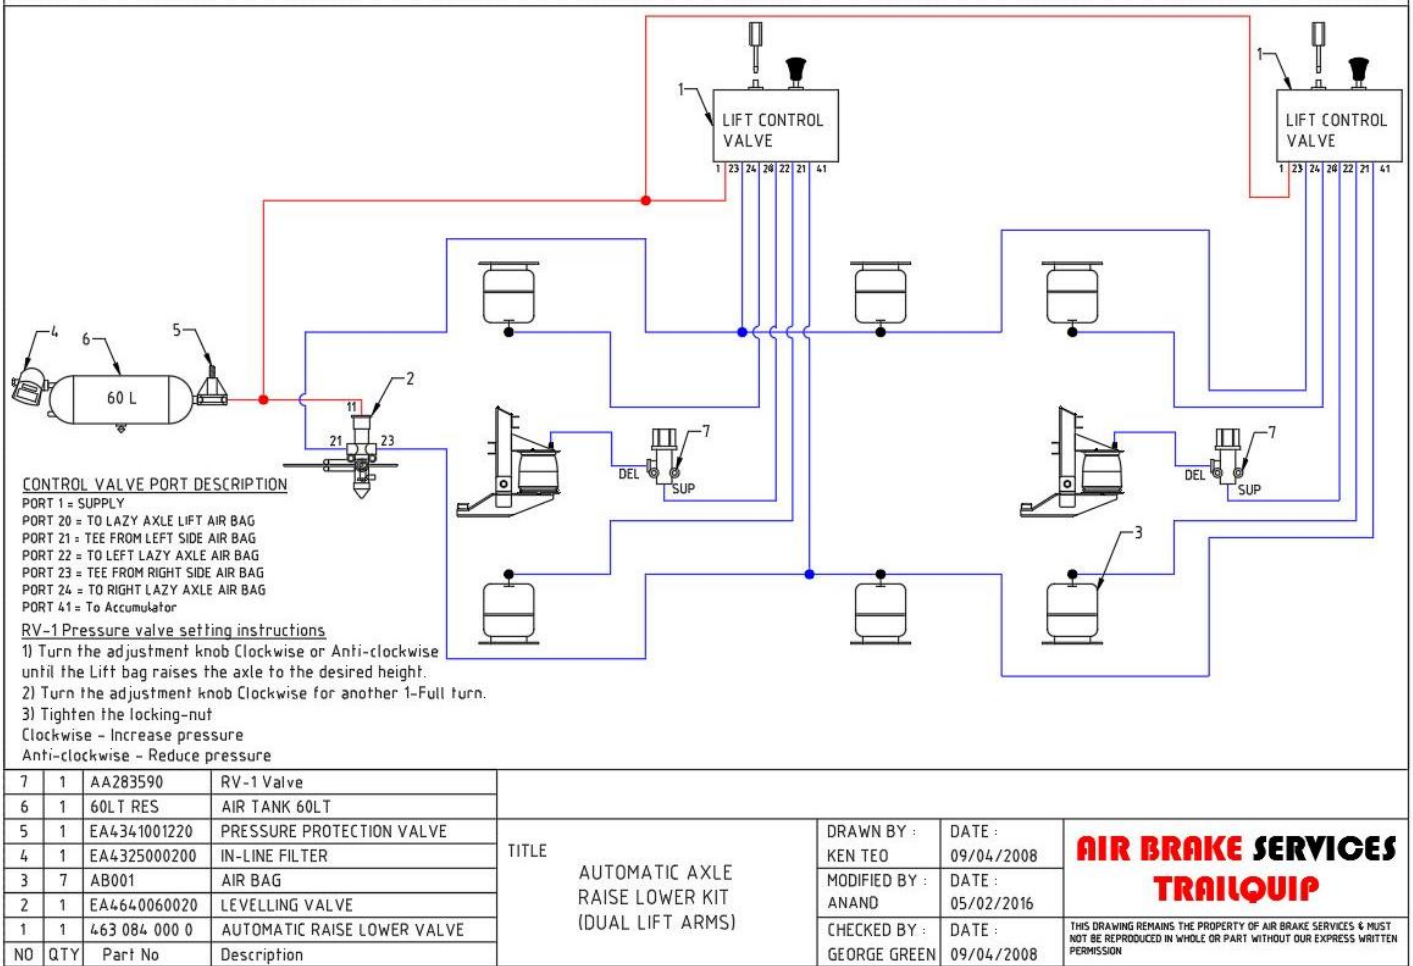 1
LIFT CONTROL
VALVE
1 23 24 20 22 21 41
1
LIFT CONTROL
VALVE
1 23 24 20 22 21 41
4
6
5
60 L
2
11
21
23
7
DEL
SUP
7
DEL
SUP
3
CONTROL VALVE PORT DESCRIPTION
PORT 1 = SUPPLY
PORT 20 = TO LAZY AXLE LIFT AIR BAG
PORT 21 = TEE FROM LEFT SIDE AIR BAG
PORT 22 = TO LEFT LAZY AXLE AIR BAG
PORT 23 = TEE FROM RIGHT SIDE AIR BAG
PORT 24 = TO RIGHT LAZY AXLE AIR BAG
PORT 41 = To Accumulator
RV-1 Pressure valve setting instructions
1) Turn the adjustment knob Clockwise or Anti-clockwise
until the Lift bag raises the axle to the desired height.
2) Turn the adjustment knob Clockwise for another 1-Full turn.
3) Tighten the locking-nut
Clockwise - Increase pressure
Anti-clockwise - Reduce pressure
7 1 AA283590 RV-1 Valve
6 1 60LT RES AIR TANK 60LT
5 1 EA4341001220 PRESSURE PROTECTION VALVE
4 1 EA4325000200 IN-LINE FILTER
3 7 AB001 AIR BAG
2 1 EA4640060020 LEVELLING VALVE
1 1 463 084 000 0 AUTOMATIC RAISE LOWER VALVE
NO QTY Part No Description
TITLE
AUTOMATIC AXLE
RAISE LOWER KIT
(DUAL LIFT ARMS)
DRAWN BY : DATE :
KEN TEO 09/04/2008
MODIFIED BY : DATE :
ANAND 05/02/2016
CHECKED BY : DATE :
GEORGE GREEN 09/04/2008
AIR BRAKE SERVICES
TRAILQUIP
THIS DRAWING REMAINS THE PROPERTY OF AIR BRAKE SERVICES & MUST
NOT BE REPRODUCED IN WHOLE OR PART WITHOUT OUR EXPRESS WRITTEN
PERMISSION